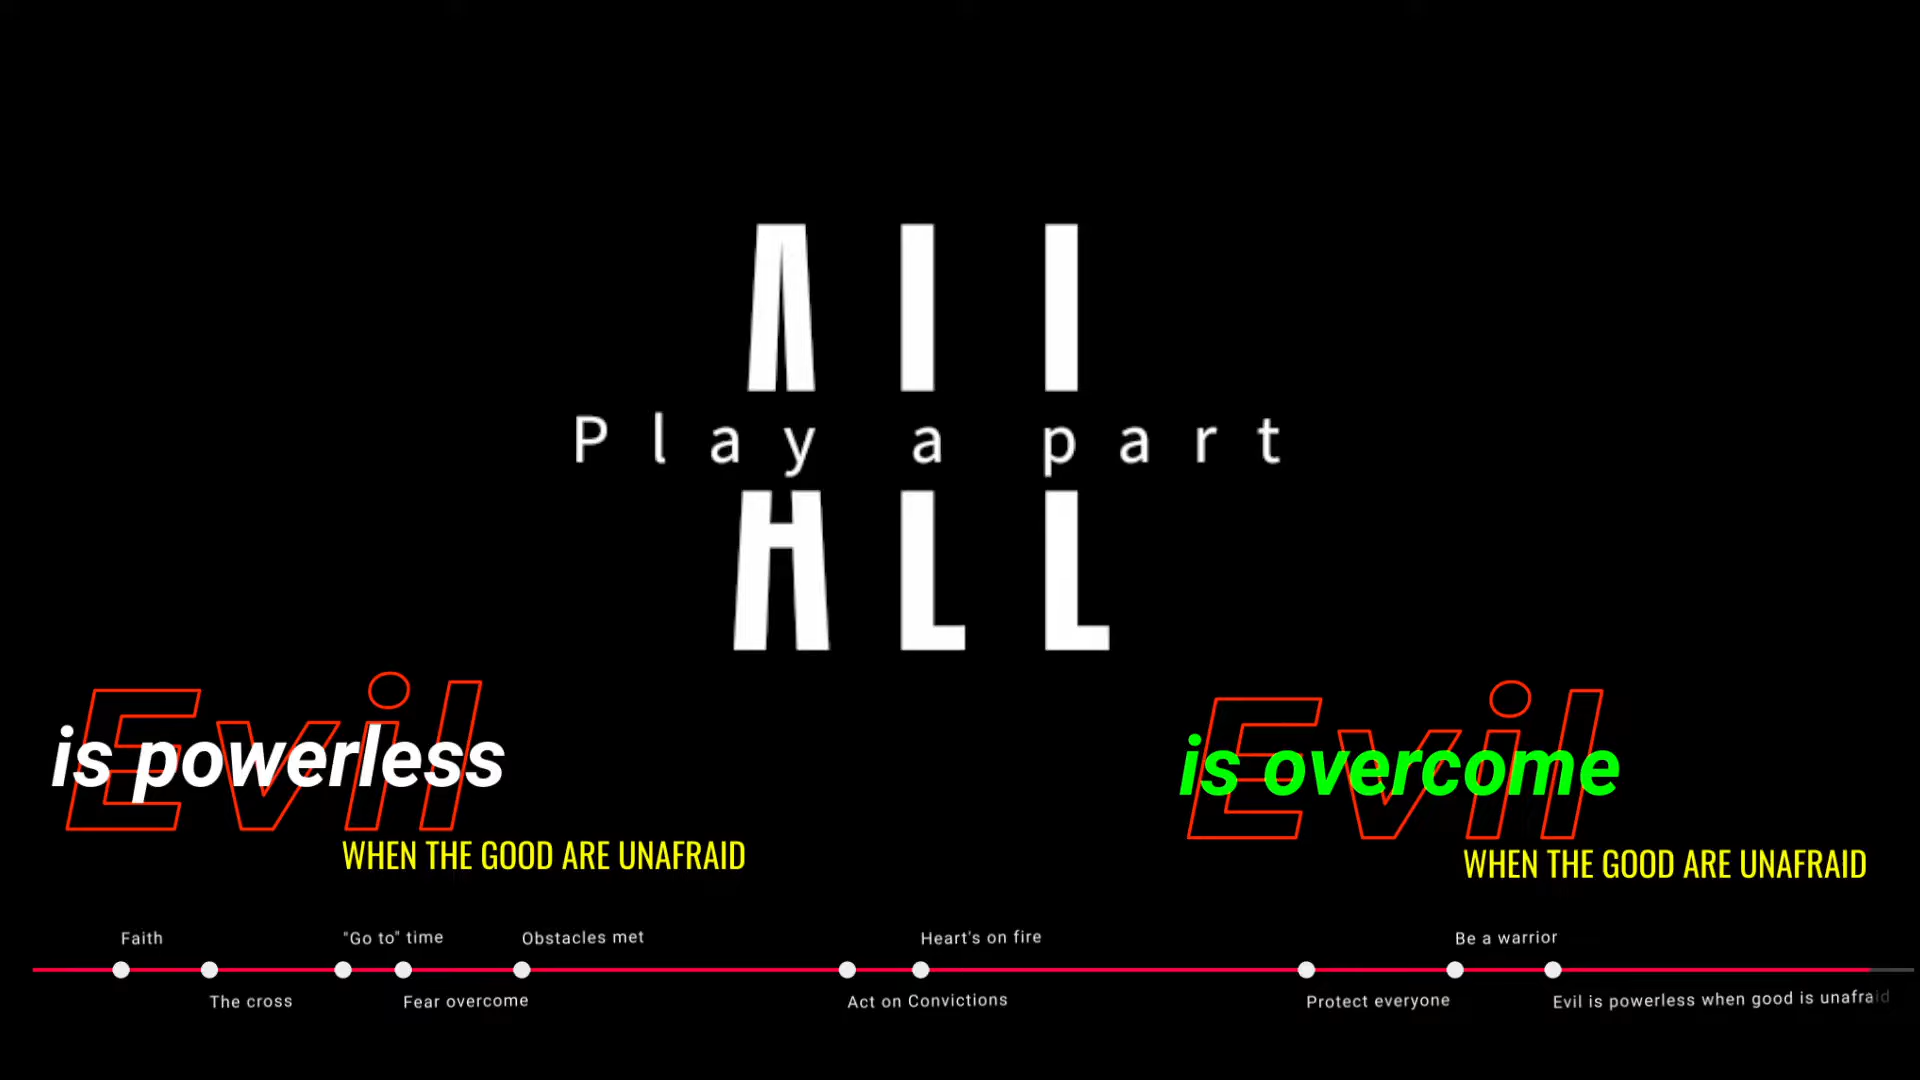 All
Play a part
ALL
Evil
is powerless
WHEN THE GOOD ARE UNAFRAID
Evil
is overcome
WHEN THE GOOD ARE UNAFRAID
Faith
The cross
"Go to" time
Fear overcome
Obstacles met
Act on Convictions
Heart's on fire
Protect everyone
Be a warrior
Evil is powerless when good is unafraid